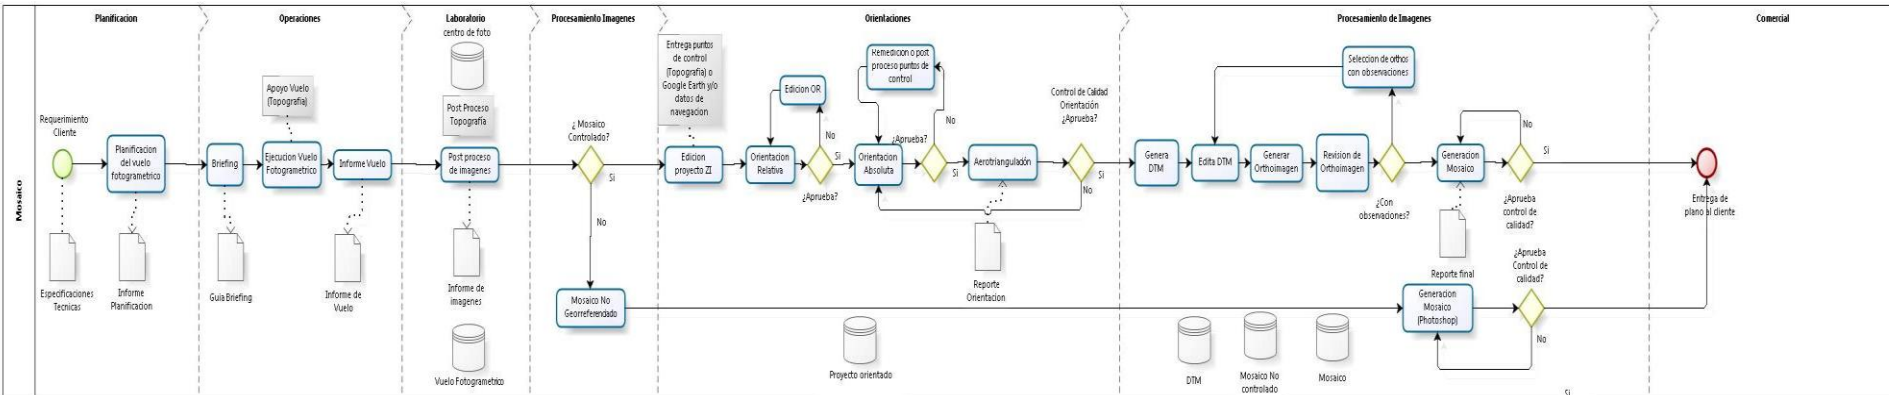 Planificacion
Operaciones
Laboratorio
centro de foto
Procesamiento Imagenes
Orientaciones
Procesamiento de Imagenes
Comercial
Mosaico
Requerimiento
Cliente
Planificacion
del vuelo
fotogrametrico
Especificaciones
Tecnicas
Informe
Planificacion
Apoyo Vuelo
(Topografia)
Briefing
Ejecucion Vuelo
Fotogrametrico
Informe Vuelo
Guia Briefing
Informe de
Vuelo
Post Proceso
Topografía
Post proceso
de imagenes
Informe de
imagenes
Vuelo Fotogrametrico
¿ Mosaico
Controlado?
Si
No
Mosaico No
Georreferendado
Entrega puntos
de control
(Topografia) o
Google Earth y/o
datos de
navegacion
Edicion
proyecto ZI
Edicion OR
Orientacion
Relativa
No
Si
¿Aprueba?
Remedicion o post
proceso puntos de
control
Orientacion
Absoluta
¿Aprueba?
No
Si
Aerotriangulación
Control de Calidad
Orientación
¿Aprueba?
Si
No
Reporte
Orientacion
Proyecto orientado
Genera
DTM
Edita DTM
Generar
Orthoimagen
Revision de
Orthoimagen
Seleccion de orthos
con observaciones
¿Con
observaciones?
Generacion
Mosaico
No
Si
¿Aprueba
control de
calidad?
Reporte final
Generacion
Mosaico
(Photoshop)
¿Aprueba
Control de
calidad?
No
Si
DTM
Mosaico No
controlado
Mosaico
Entrega de
plano al cliente